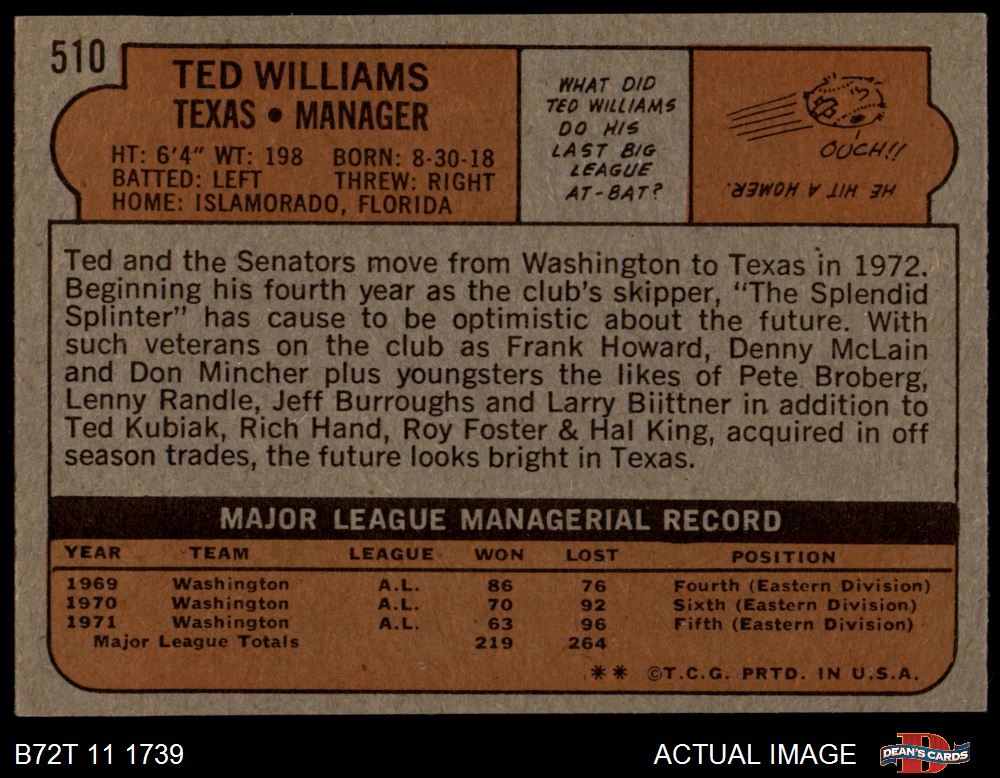 510
TED WILLIAMS
TEXAS • MANAGER
HT: 6'4" WT: 198 BORN: 8-30-18
BATTED: LEFT THREW: RIGHT
HOME: ISLAMORADO, FLORIDA
WHAT DID
TED WILLIAMS
DO HIS
LAST BIG
LEAGUE
AT-BAT?
OUCH!!
HE HIT A HOMER.
Ted and the Senators move from Washington to Texas in 1972.
Beginning his fourth year as the club's skipper, "The Splendid
Splinter" has cause to be optimistic about the future. With
such veterans on the club as Frank Howard, Denny McLain
and Don Mincher plus youngsters the likes of Pete Broberg,
Lenny Randle, Jeff Burroughs and Larry Biittner in addition to
Ted Kubiak, Rich Hand, Roy Foster & Hal King, acquired in off
season trades, the future looks bright in Texas.
MAJOR LEAGUE MANAGERIAL RECORD
YEAR TEAM LEAGUE WON LOST POSITION
1969 Washington A.L. 86 76 Fourth (Eastern Division)
1970 Washington A.L. 70 92 Sixth (Eastern Division)
1971 Washington A.L. 63 96 Fifth (Eastern Division)
Major League Totals 219 264
** ©T.C.G. PRTD. IN U.S.A.
B72T 11 1739
ACTUAL IMAGE
DEAN'S CARDS